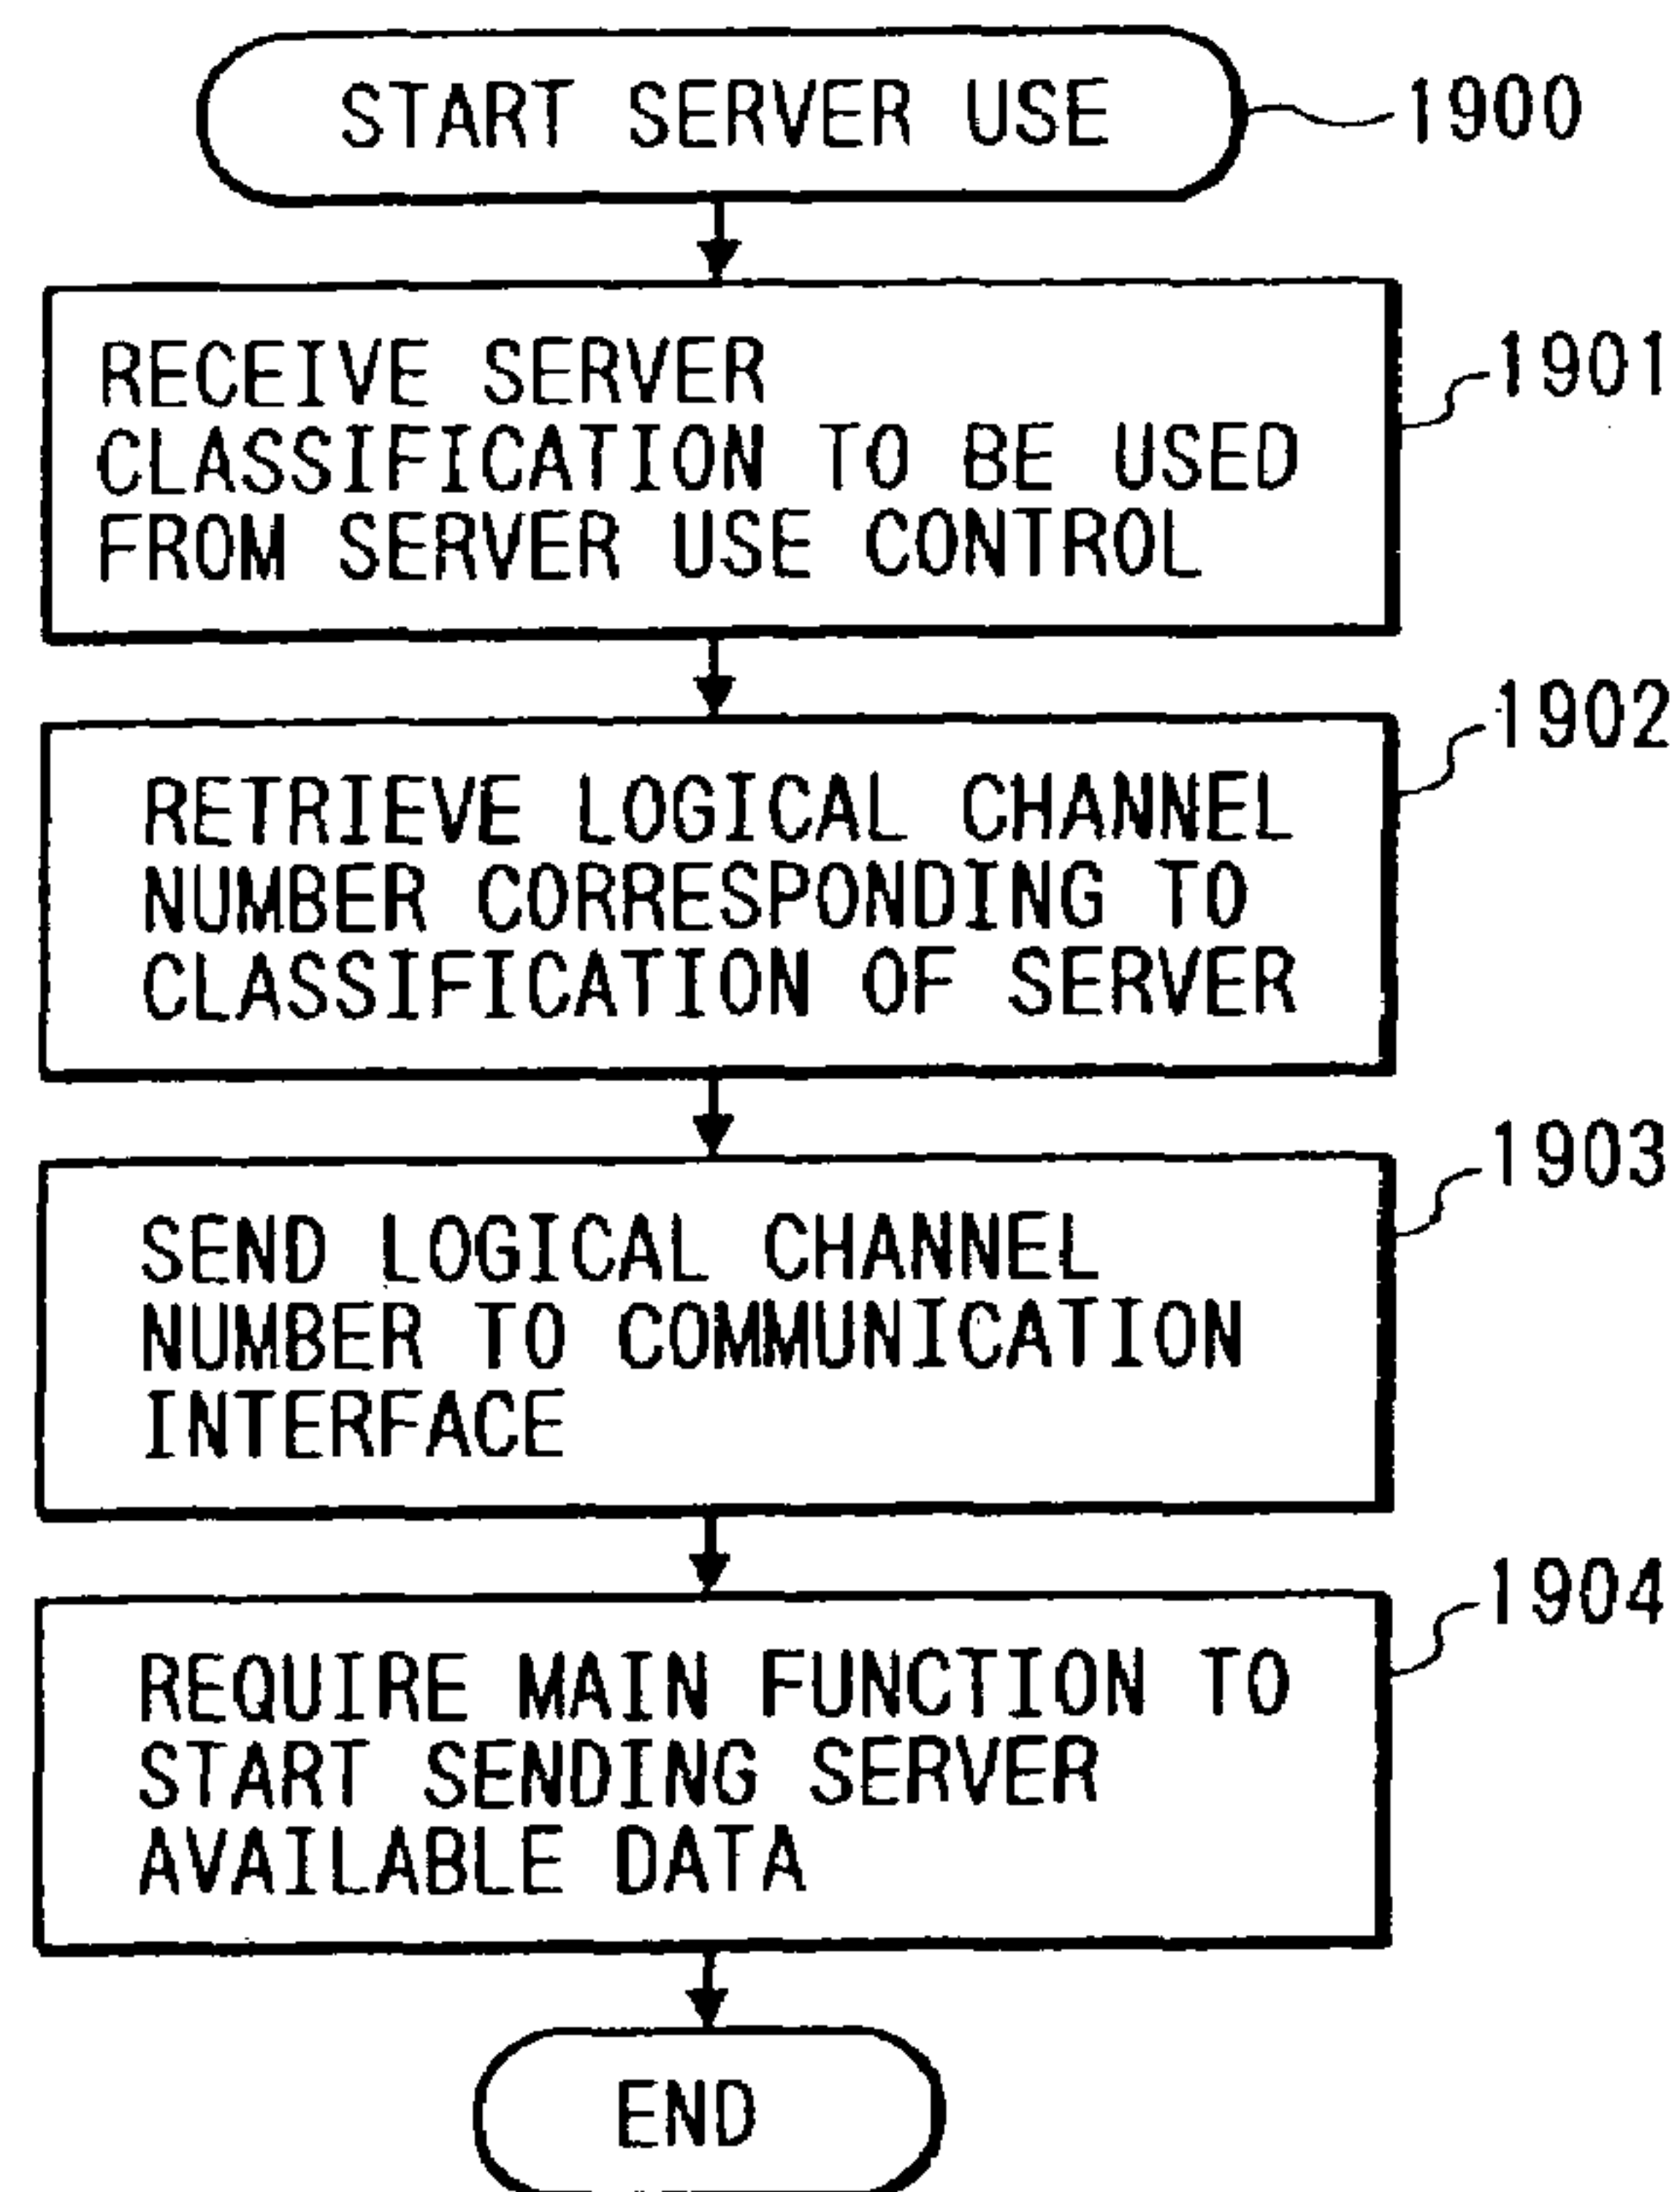 START SERVER USE
1900
RECEIVE SERVER
CLASSIFICATION TO BE USED
FROM SERVER USE CONTROL
1901
RETRIEVE LOGICAL CHANNEL
NUMBER CORRESPONDING TO
CLASSIFICATION OF SERVER
1902
SEND LOGICAL CHANNEL
NUMBER TO COMMUNICATION
INTERFACE
1903
REQUIRE MAIN FUNCTION TO
START SENDING SERVER
AVAILABLE DATA
1904
END